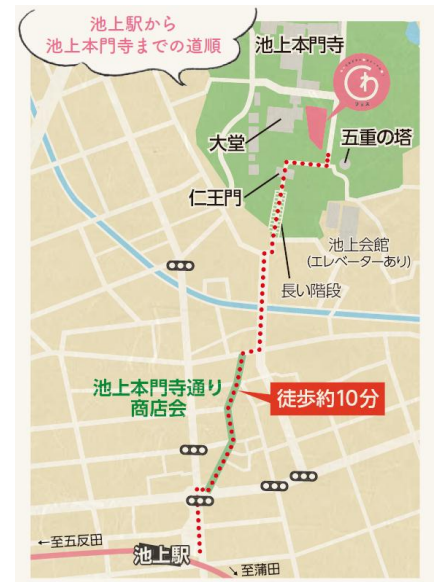 池上駅から
池上本門寺までの道順
池上本門寺
わ
大堂
五重の塔
仁王門
池上会館
(エレベーターあり)
長い階段
池上本門寺通り
商店会
徒歩約10分
←至五反田
池上駅
↘至蒲田